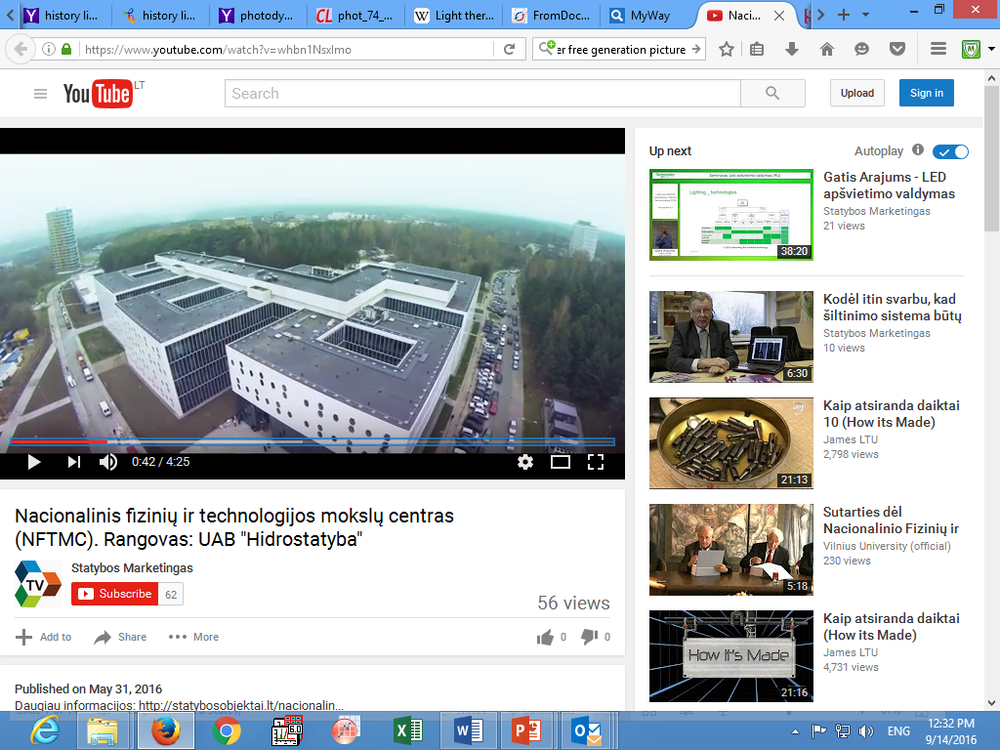 history li...
history li...
photody...
phot_74_...
Light ther...
FromDoc...
MyWay
Naci...
https://www.youtube.com/watch?v=whbn1NsxImo
er free generation picture
YouTube LT
Search
Upload
Sign in
Up next
Autoplay
Gatis Arajums - LED
apšvietimo valdymas
Statybos Marketingas
21 views
Lighting _ technologies
38:20
Kodėl itin svarbu, kad
šiltinimo sistema būtų
Statybos Marketingas
10 views
6:30
Kaip atsiranda daiktai
10 (How its Made)
James LTU
2,798 views
21:13
Sutarties dėl
Nacionalinio Fizinių ir
Vilnius University (official)
230 views
5:18
Kaip atsiranda daiktai
(How its Made)
James LTU
4,731 views
How It's Made
21:16
0:42 / 4:25
Nacionalinis fizinių ir technologijos mokslų centras
(NFTMC). Rangovas: UAB "Hidrostatyba"
TV
Statybos Marketingas
Subscribe 62
56 views
Add to
Share
More
0
0
Published on May 31, 2016
Daugiau informacijos: http://statybosobjektai.lt/nacionalin...
ENG
12:32 PM
9/14/2016